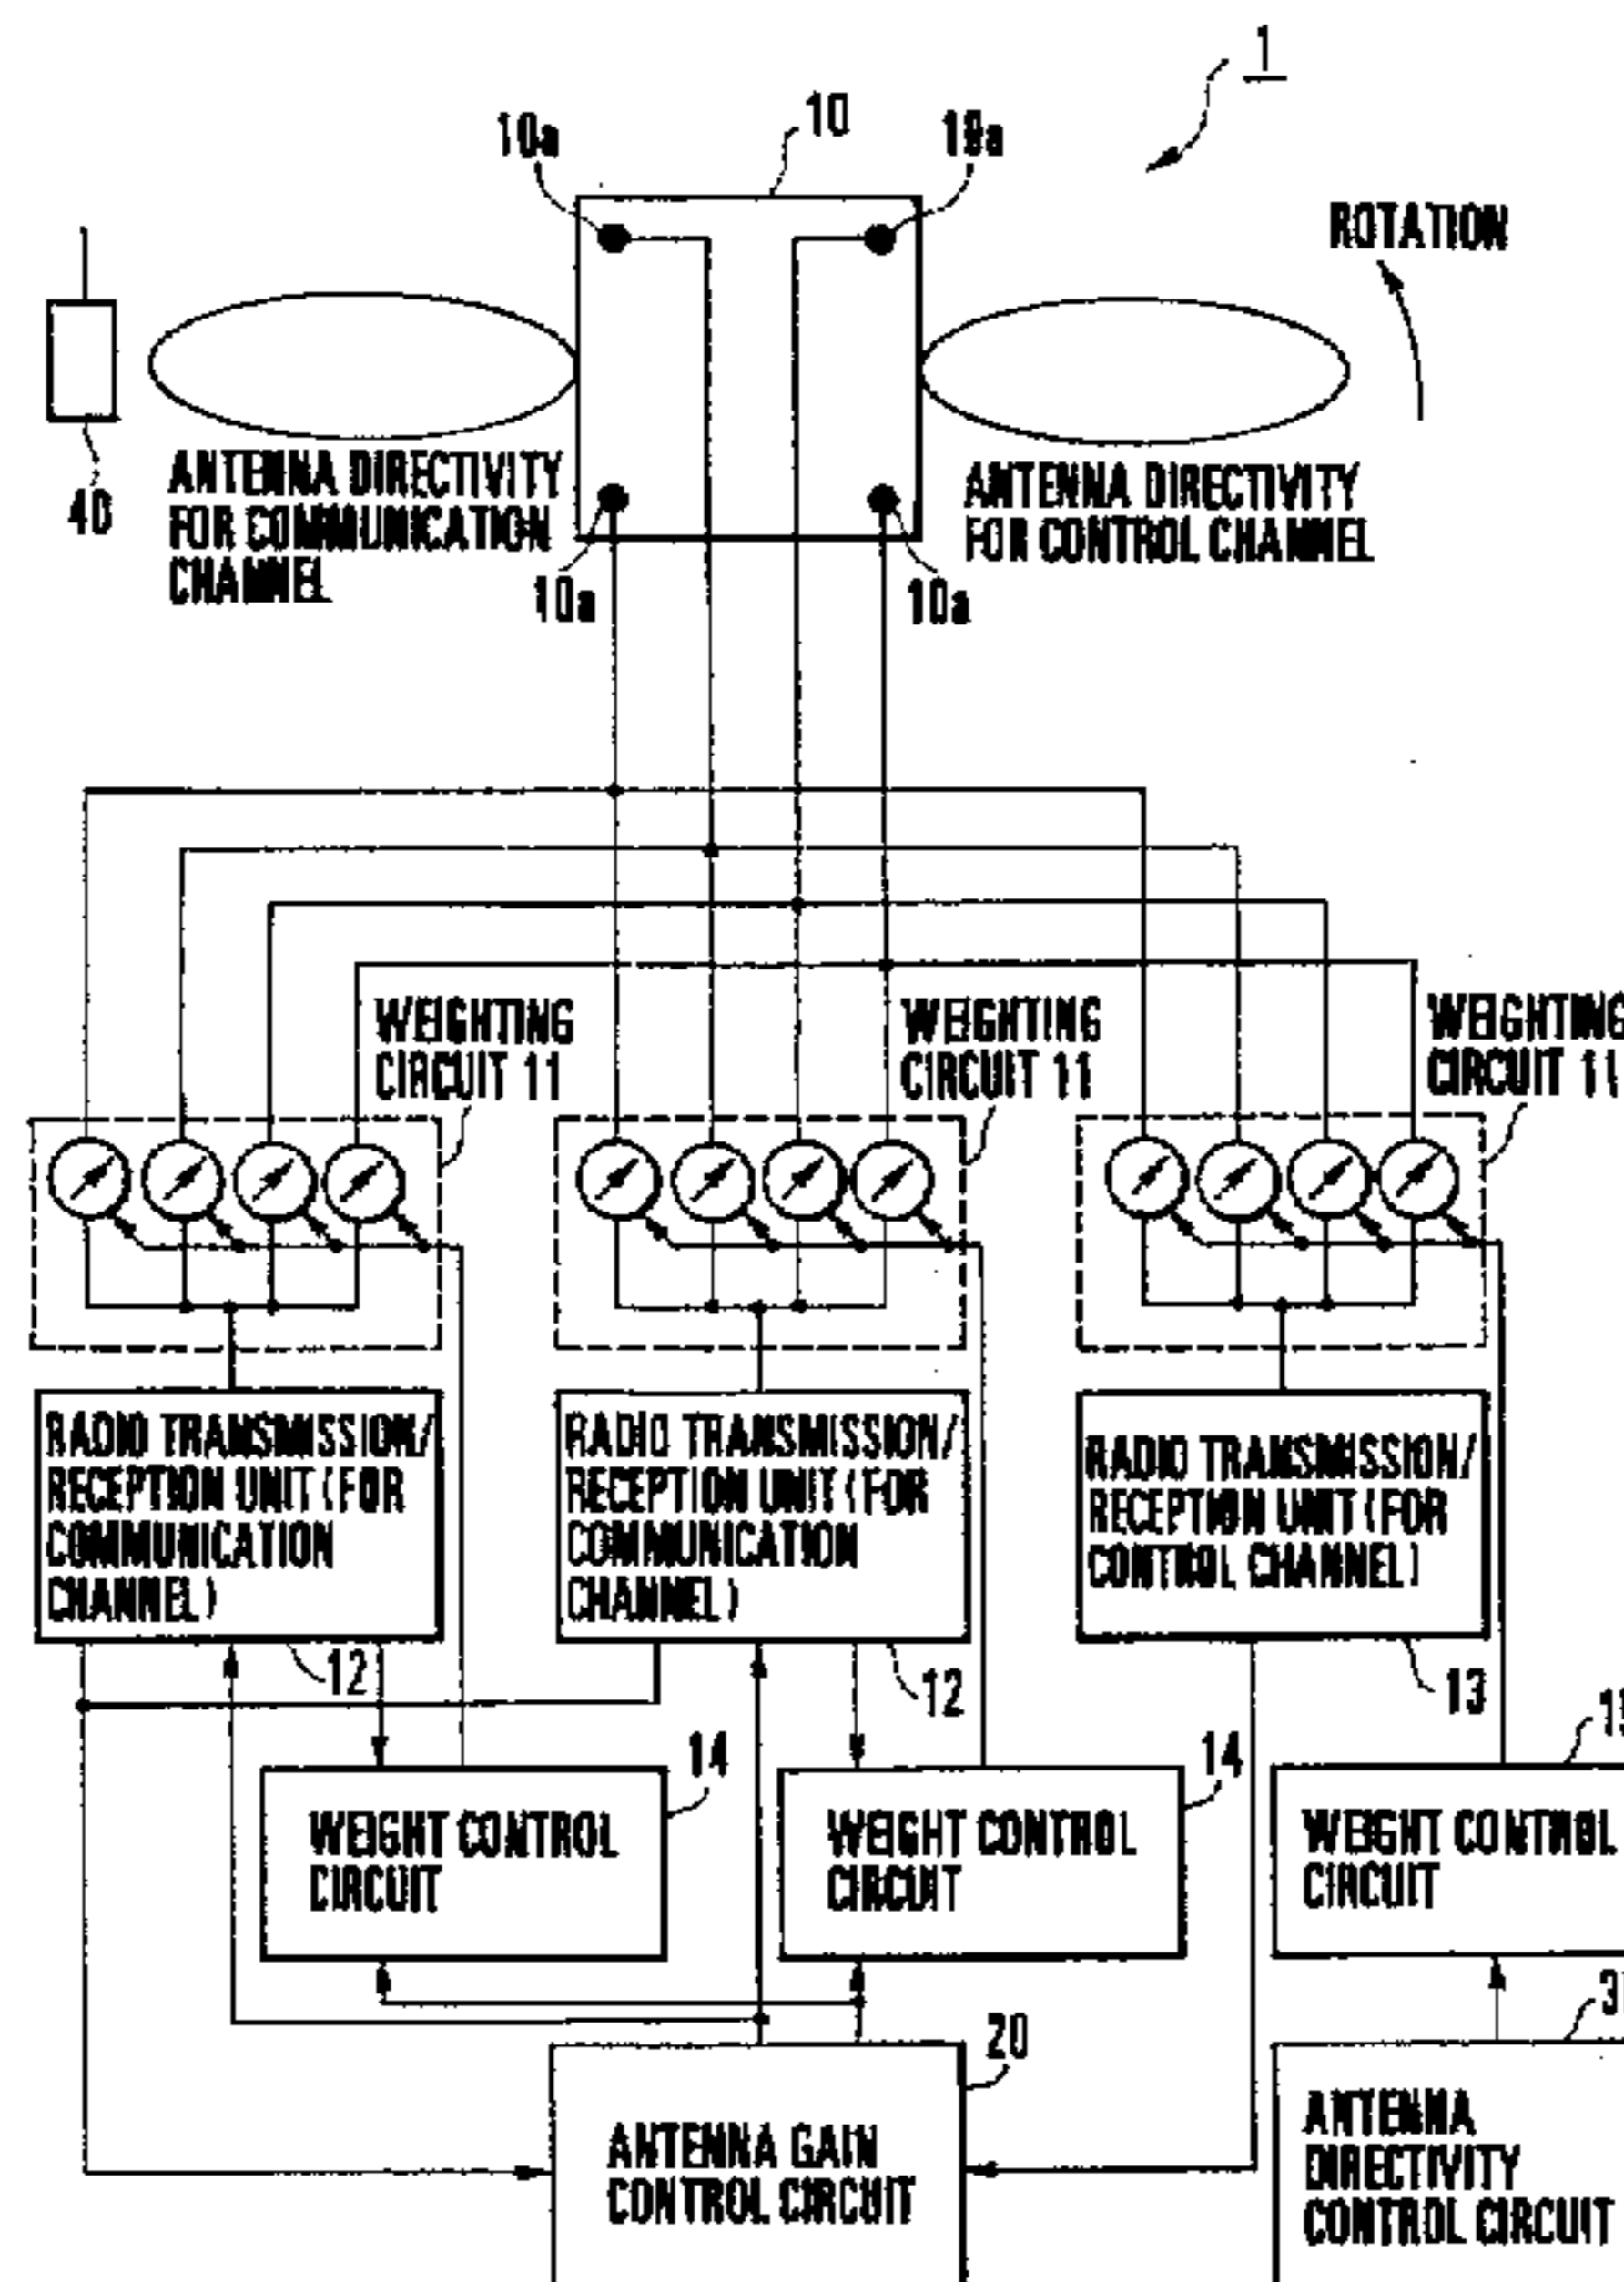 1
10
10a
10a
ROTATION
40
ANTENNA DIRECTIVITY
FOR COMMUNICATION
CHANNEL
ANTENNA DIRECTIVITY
FOR CONTROL CHANNEL
10a
10a
WEIGHTING
CIRCUIT 11
WEIGHTING
CIRCUIT 11
WEIGHTING
CIRCUIT 11
RADIO TRANSMISSION/
RECEPTION UNIT (FOR
COMMUNICATION
CHANNEL)
RADIO TRANSMISSION/
RECEPTION UNIT (FOR
COMMUNICATION
CHANNEL)
RADIO TRANSMISSION/
RECEPTION UNIT (FOR
CONTROL CHANNEL)
12
12
13
14
14
WEIGHT CONTROL
CIRCUIT
WEIGHT CONTROL
CIRCUIT
WEIGHT CONTROL
CIRCUIT
20
ANTENNA GAIN
CONTROL CIRCUIT
ANTENNA
DIRECTIVITY
CONTROL CIRCUIT